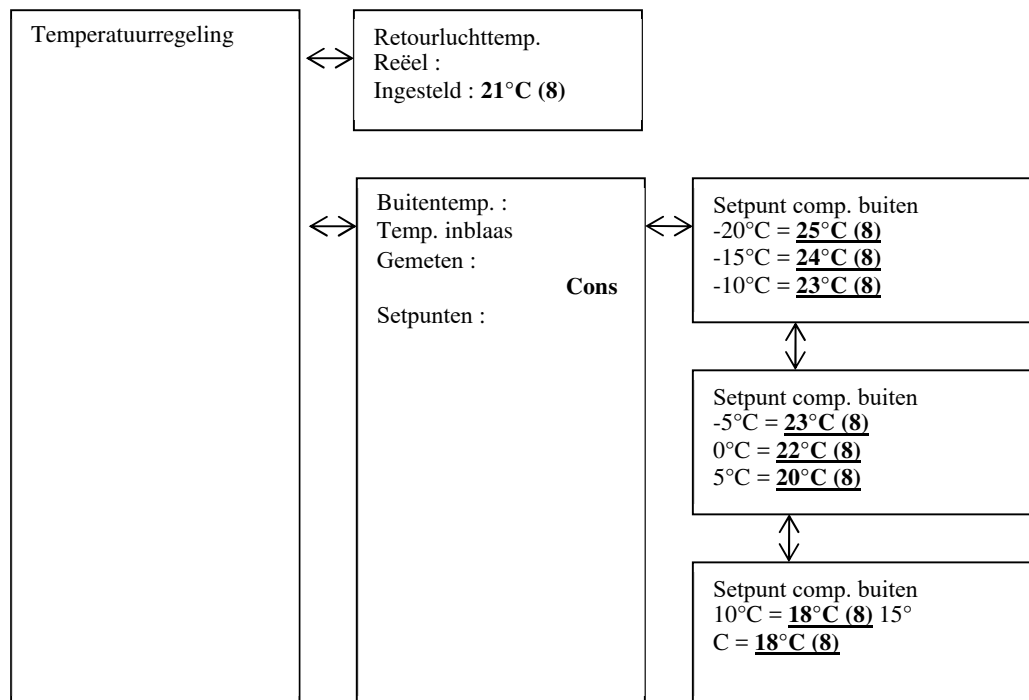 Temperatuurregeling
Retourluchttemp.
Reëel :
Ingesteld : 21°C (8)
Buitentemp. :
Temp. inblaas
Gemeten :
Cons
Setpunten :
Setpunt comp. buiten
-20°C = 25°C (8)
-15°C = 24°C (8)
-10°C = 23°C (8)
Setpunt comp. buiten
-5°C = 23°C (8)
0°C = 22°C (8)
5°C = 20°C (8)
Setpunt comp. buiten
10°C = 18°C (8) 15°
C = 18°C (8)